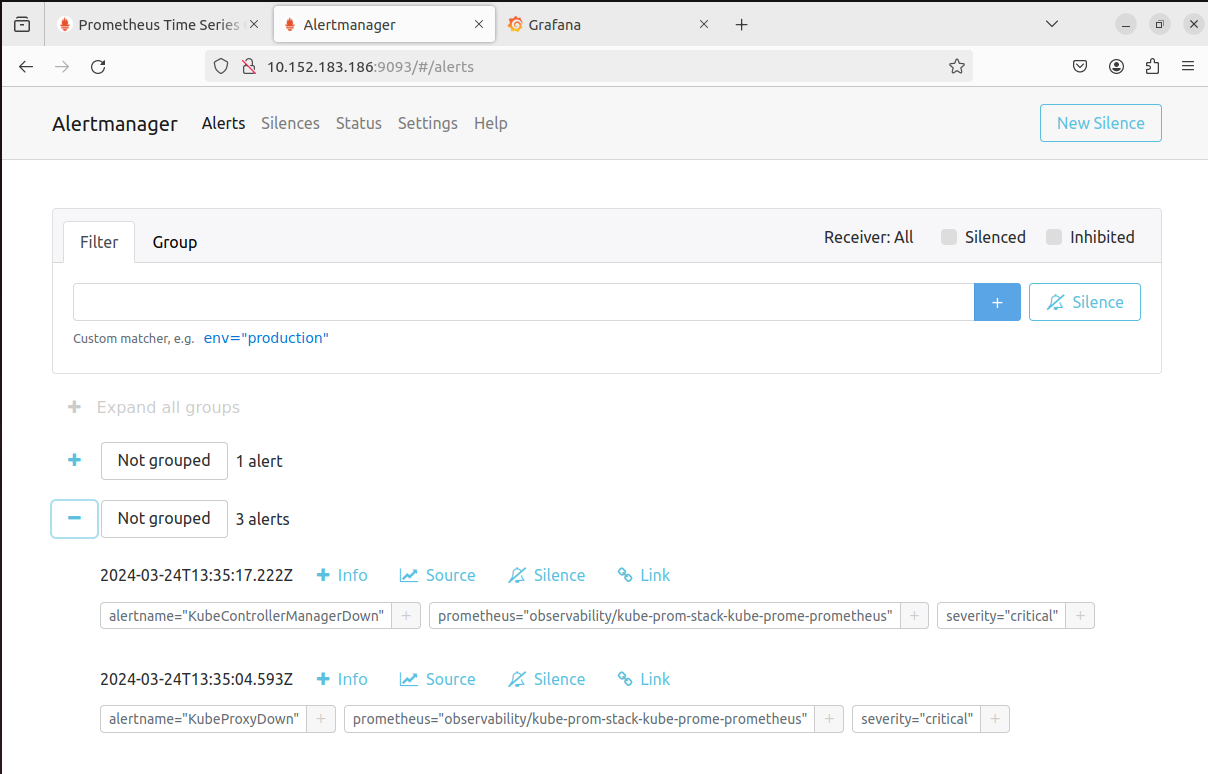 Prometheus Time Series Alertmanager Grafana
10.152.183.186:9093/#/alerts
Alertmanager Alerts Silences Status Settings Help New Silence
Filter Group Receiver: All Silenced Inhibited
+ Silence
Custom matcher, e.g. env="production"
+ Expand all groups
+ Not grouped 1 alert
− Not grouped 3 alerts
2024-03-24T13:35:17.222Z + Info Source Silence Link
alertname="KubeControllerManagerDown" + prometheus="observability/kube-prom-stack-kube-prome-prometheus" + severity="critical" +
2024-03-24T13:35:04.593Z + Info Source Silence Link
alertname="KubeProxyDown" + prometheus="observability/kube-prom-stack-kube-prome-prometheus" + severity="critical" +